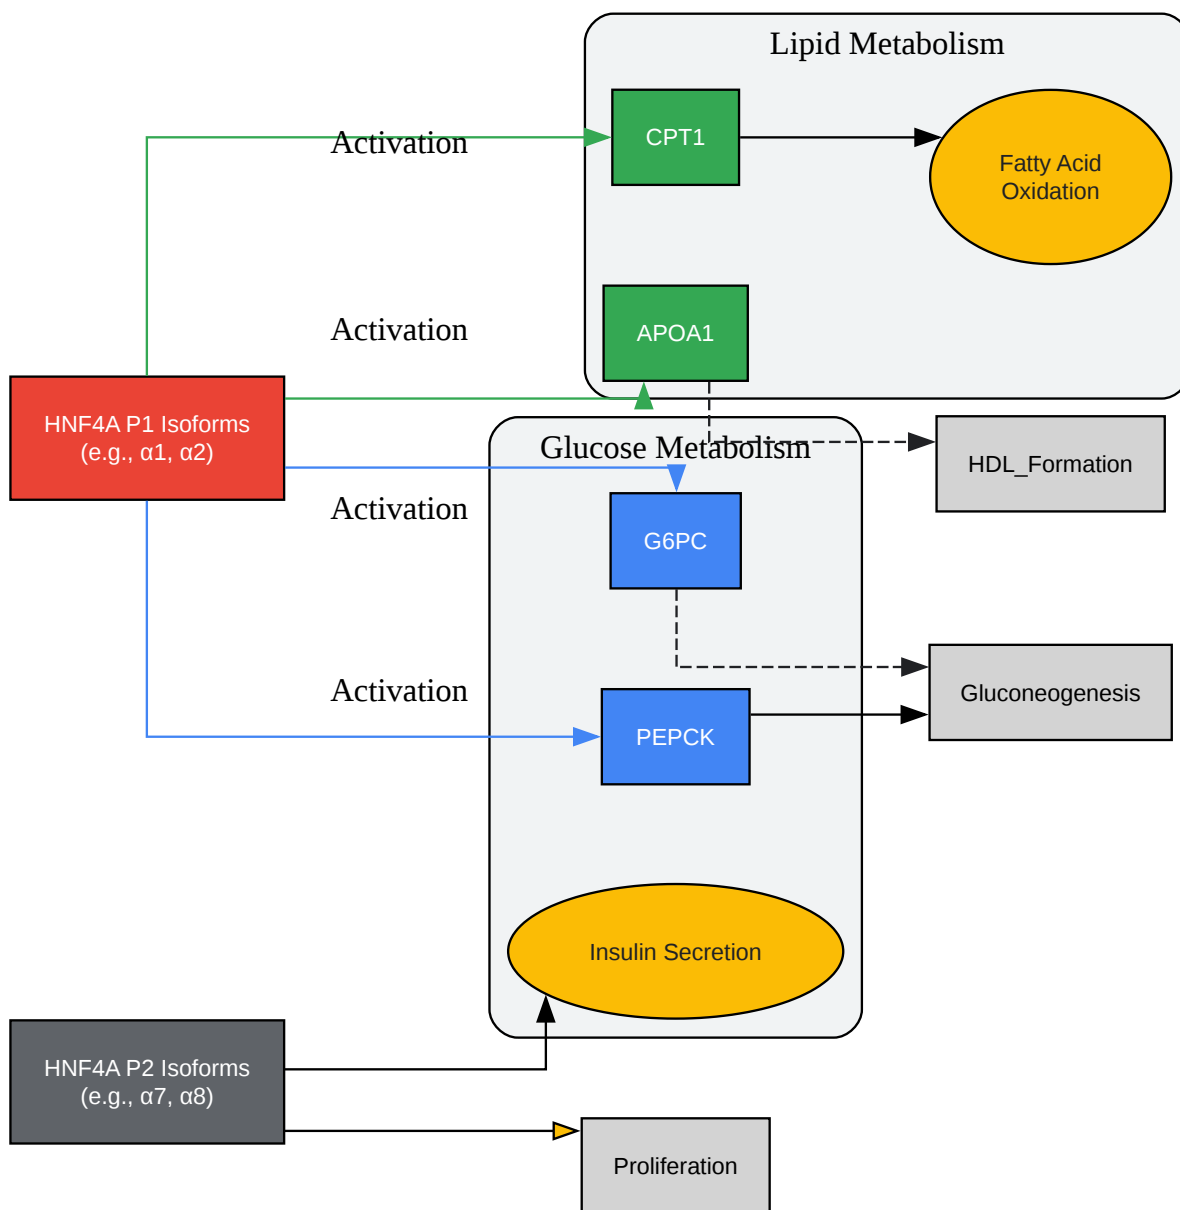 Lipid Metabolism
Activation
CPT1
Fatty Acid
Oxidation
Activation
APOA1
HNF4A P1 Isoforms
(e.g., α1, α2)
Glucose Metabolism
HDL_Formation
Activation
G6PC
Activation
Gluconeogenesis
PEPCK
Insulin Secretion
HNF4A P2 Isoforms
(e.g., α7, α8)
Proliferation